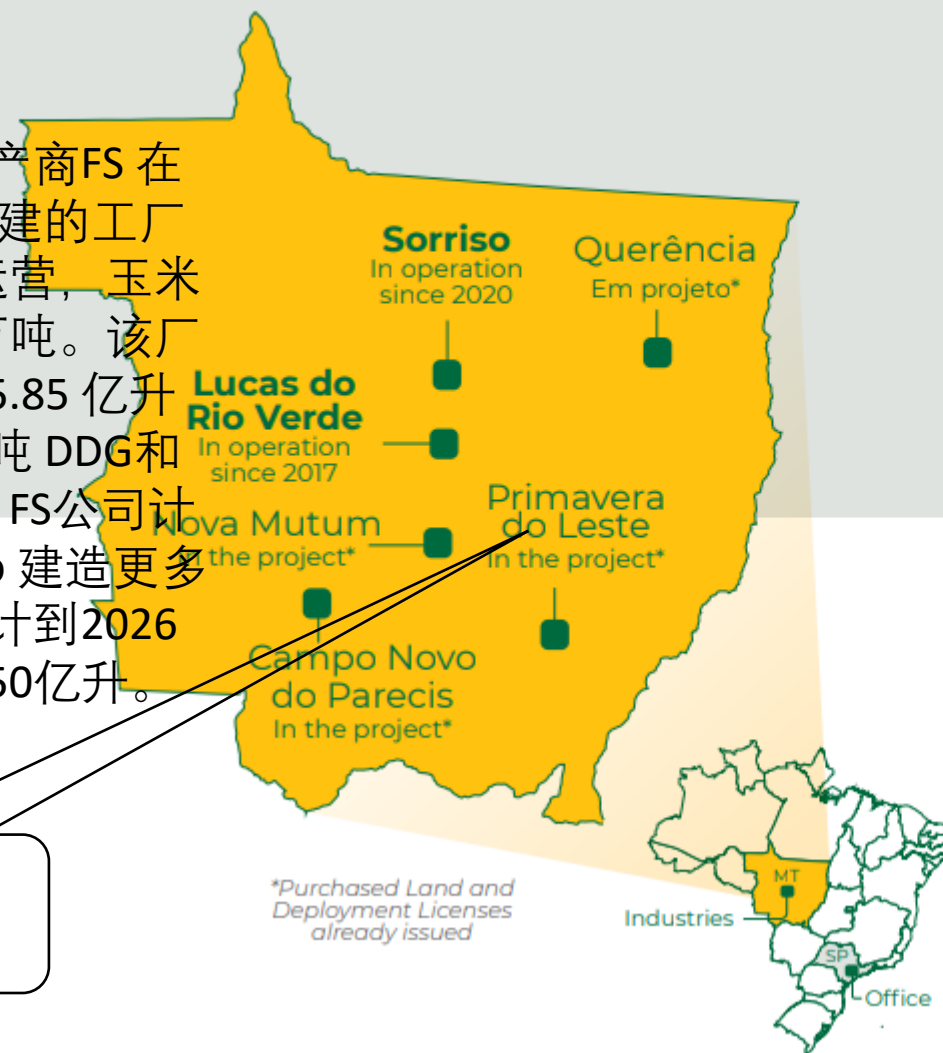 产商FS 在
建的工厂
运营，玉米
万吨。该厂
5.85 亿升
吨 DDG和
FS公司计
建造更多
计到2026
50亿升。
Sorriso
In operation
since 2020
Querência
Em projeto*
Lucas do
Rio Verde
In operation
since 2017
Nova Mutum
In the project*
Primavera
do Leste
In the project*
Campo Novo
do Parecis
In the project*
*Purchased Land and
Deployment Licenses
already issued
MT
Industries
SP
Office